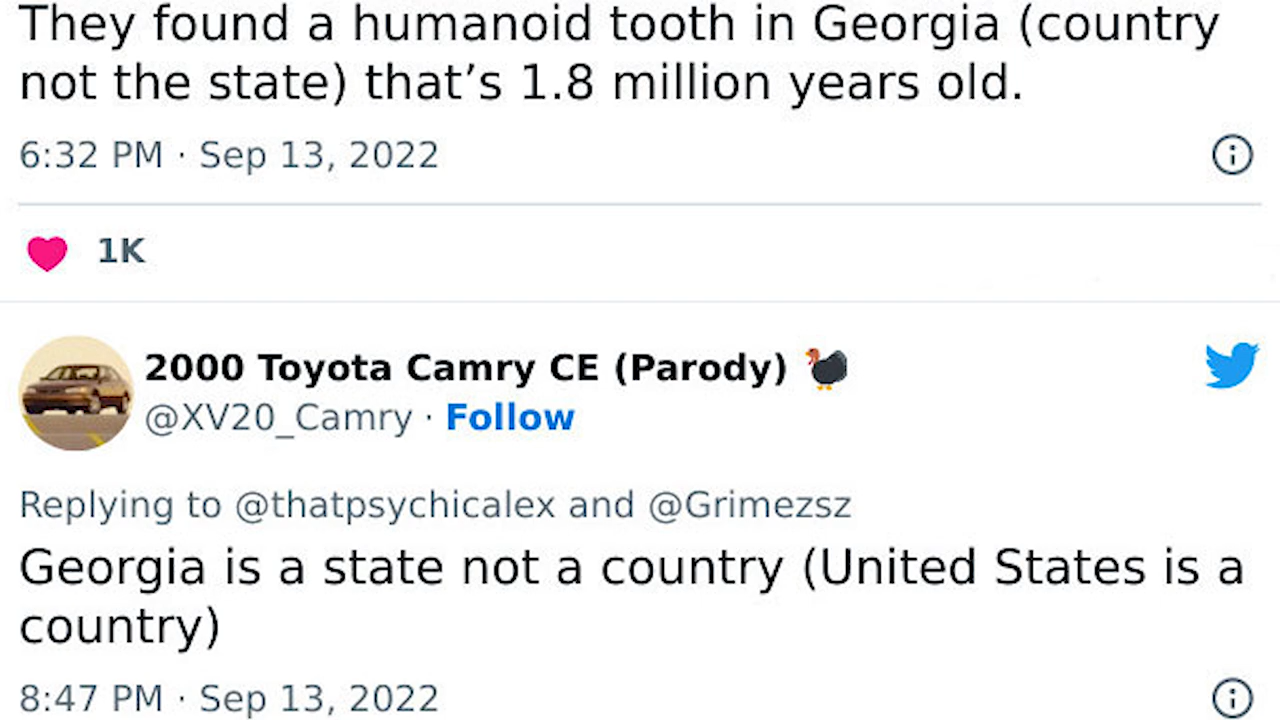 They found a humanoid tooth in Georgia (country
not the state) that’s 1.8 million years old.
6:32 PM · Sep 13, 2022
1K
2000 Toyota Camry CE (Parody) 🦃
@XV20_Camry · Follow
Replying to @thatpsychicalex and @Grimezsz
Georgia is a state not a country (United States is a
country)
8:47 PM · Sep 13, 2022